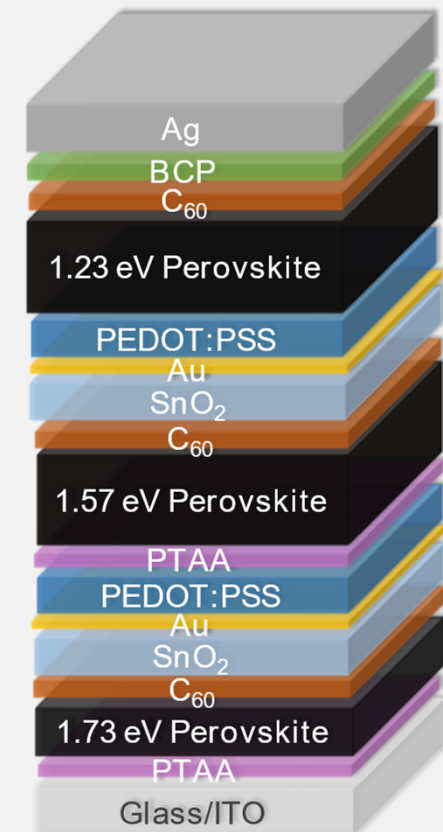 Ag
BCP
C₆₀
1.23 eV Perovskite
PEDOT:PSS
Au
SnO₂
C₆₀
1.57 eV Perovskite
PTAA
PEDOT:PSS
Au
SnO₂
C₆₀
1.73 eV Perovskite
PTAA
Glass/ITO